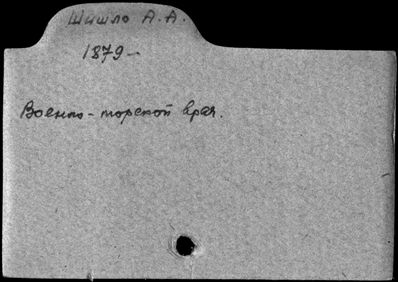 Шишло А. А.
1879 –
Военно-морской врач.